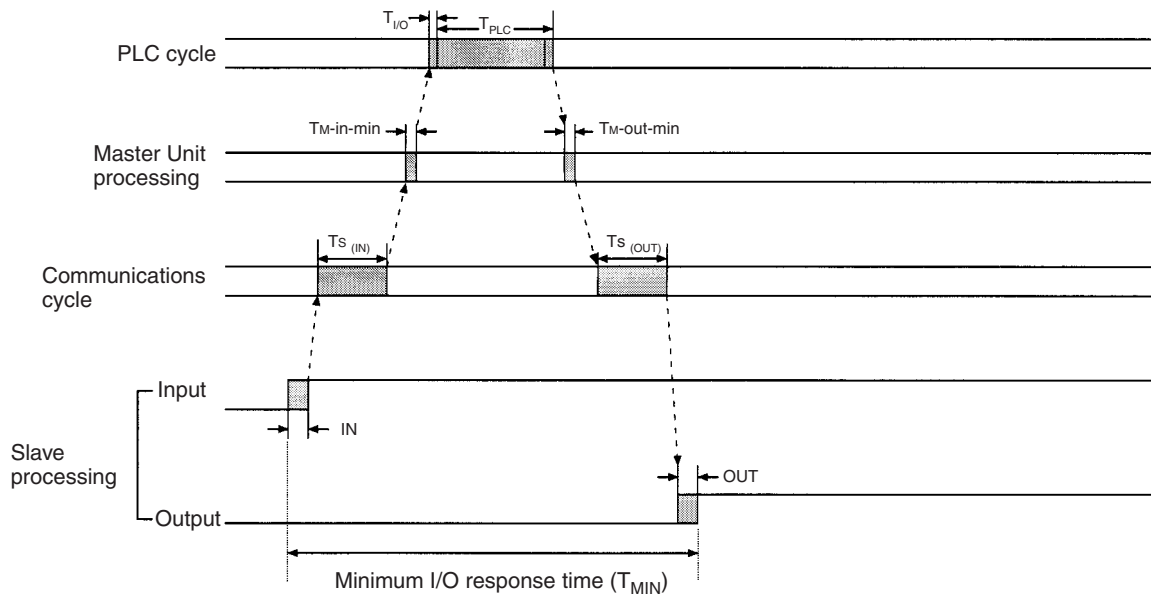 T_I/O T_PLC
PLC cycle
TM-in-min TM-out-min
Master Unit
processing
Ts (IN) Ts (OUT)
Communications
cycle
Input
IN
Slave
processing
OUT
Output
Minimum I/O response time (T_MIN)